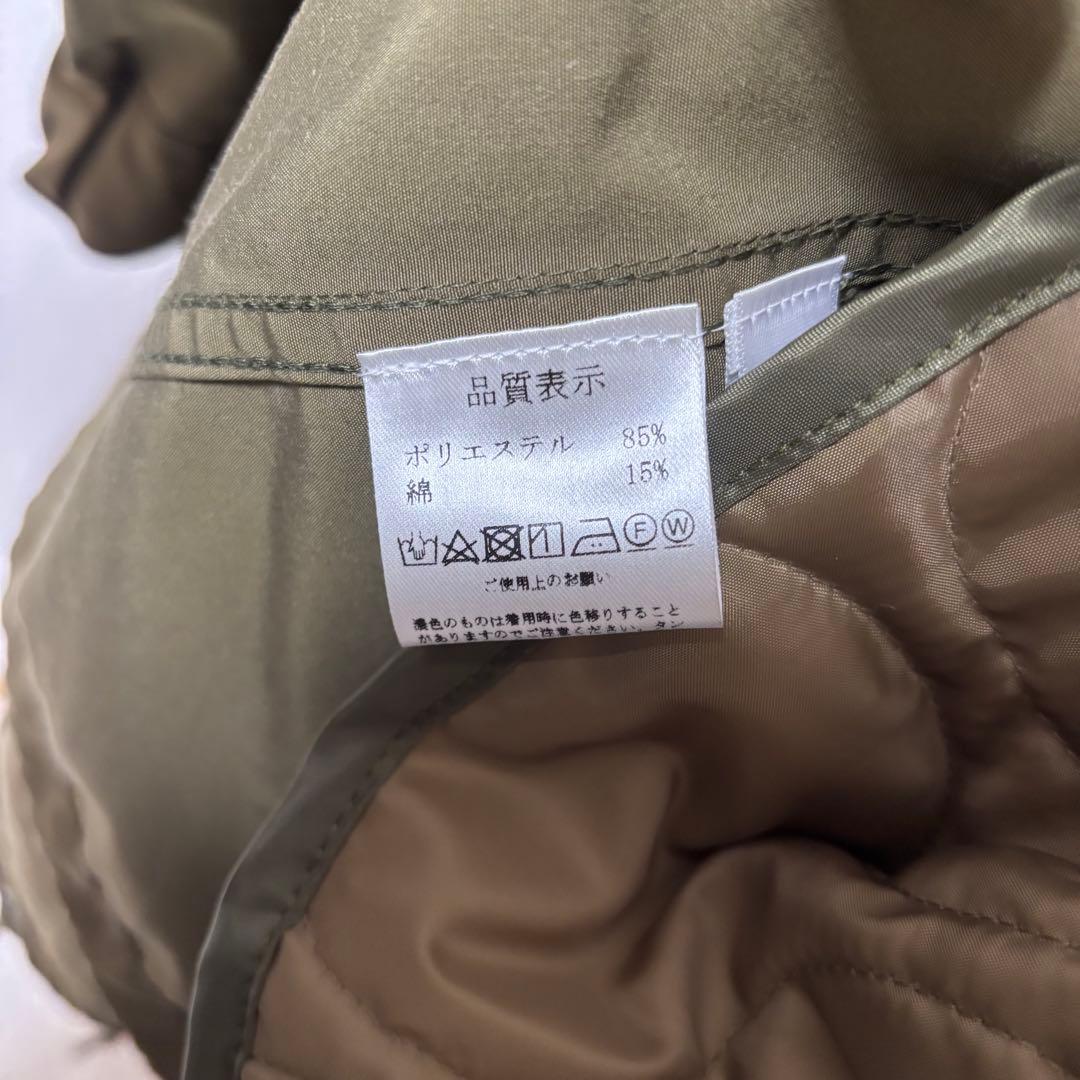 品質表示
ポリエステル 85%
綿 15%
F W
ご使用上のお願い
濃色のものは着用時に色移りすること
がありますのでご注意ください。タン